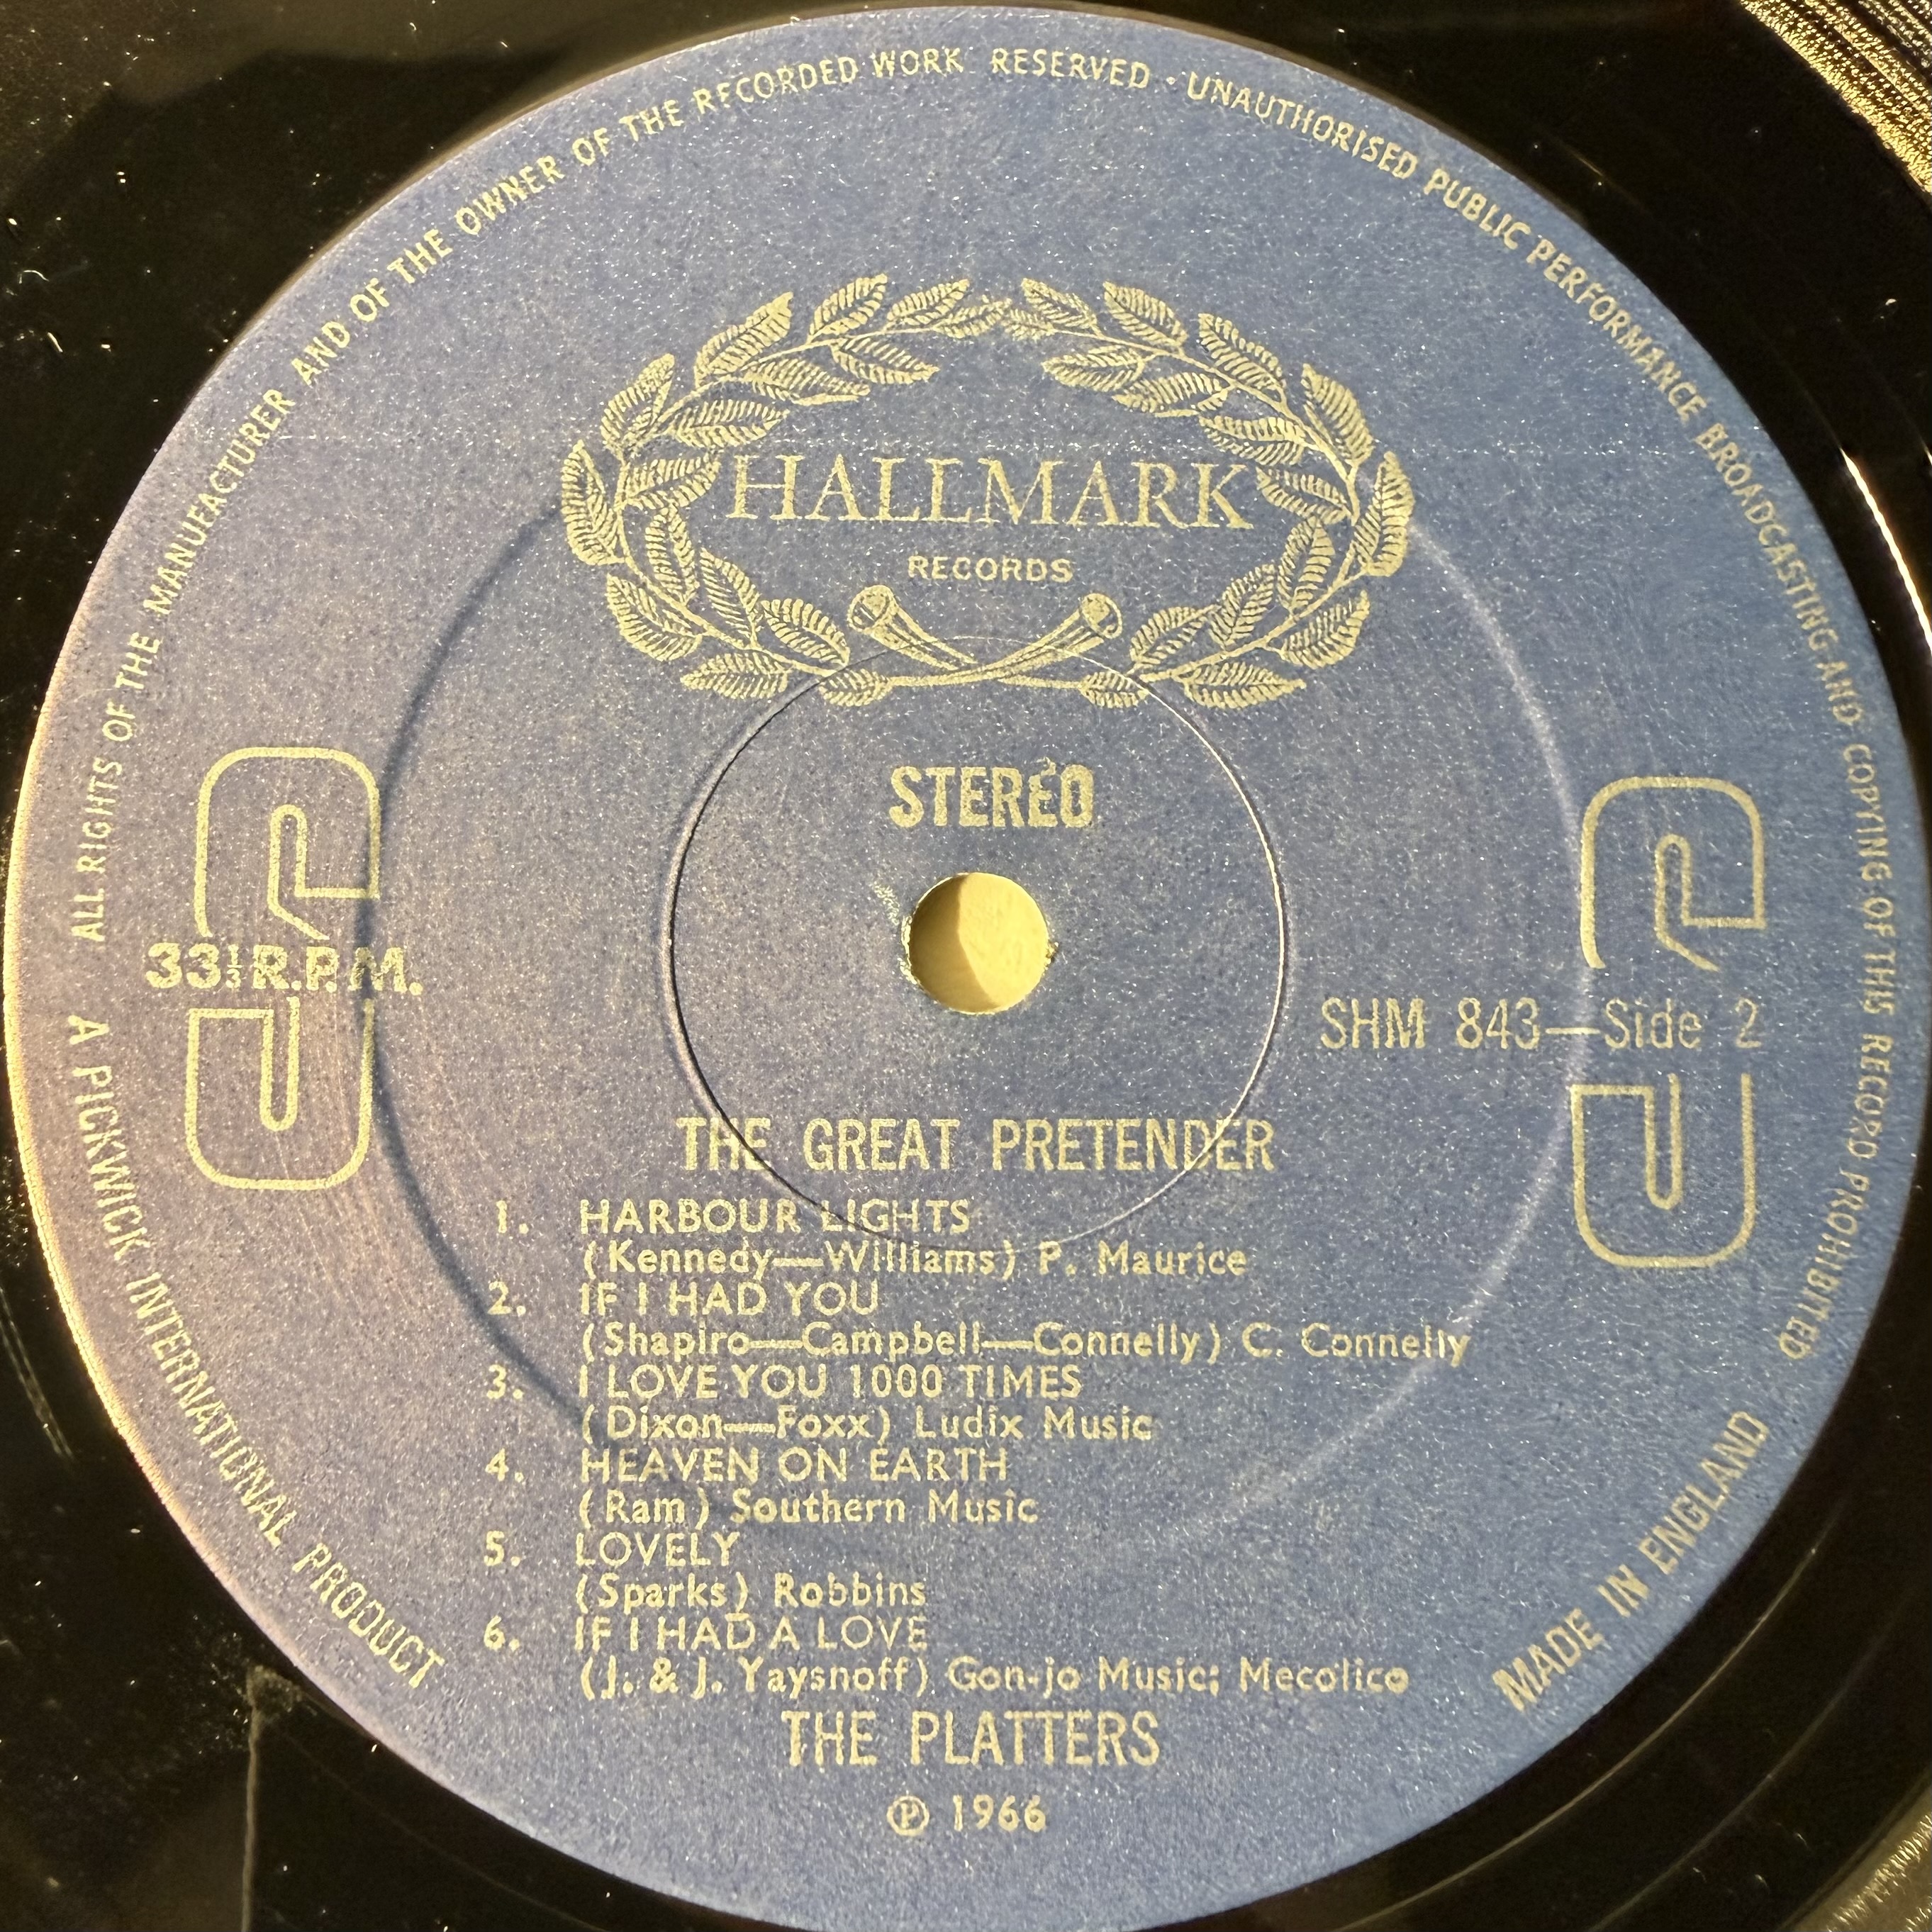 ALL RIGHTS OF THE MANUFACTURER AND OF THE OWNER OF THE RECORDED WORK RESERVED · UNAUTHORISED PUBLIC PERFORMANCE BROADCASTING AND COPYING OF THIS RECORD PROHIBITED
HALLMARK
RECORDS
STEREO
S
33⅓ R.P.M.
S
SHM 843—Side 2
THE GREAT PRETENDER
1. HARBOUR LIGHTS
(Kennedy—Williams) P. Maurice
2. IF I HAD YOU
(Shapiro—Campbell—Connelly) C. Connelly
3. I LOVE YOU 1000 TIMES
(Dixon—Foxx) Ludix Music
4. HEAVEN ON EARTH
(Ram) Southern Music
5. LOVELY
(Sparks) Robbins
6. IF I HAD A LOVE
(J. & J. Yaysnoff) Gon-jo Music; Mecolico
THE PLATTERS
℗ 1966
A PICKWICK INTERNATIONAL PRODUCT
MADE IN ENGLAND